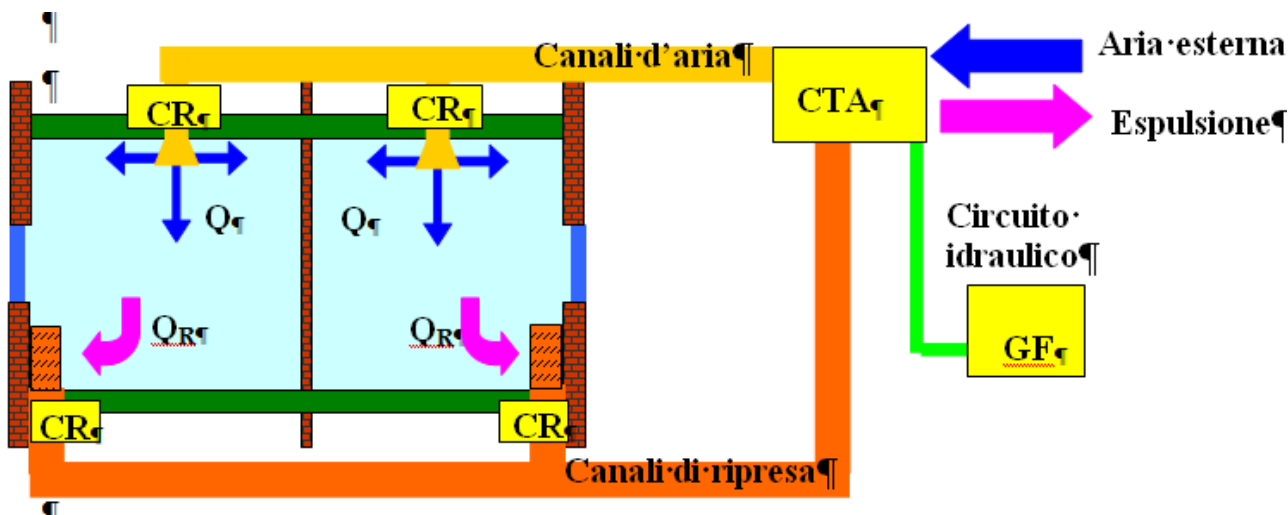 ¶
¶
Canali·d’aria¶
Aria·esterna
CR¶
CR¶
CTA¶
Espulsione¶
Q¶
Q¶
Circuito·
idraulico¶
QR¶
QR¶
GF¶
CR¶
CR¶
Canali·di·ripresa¶
¶